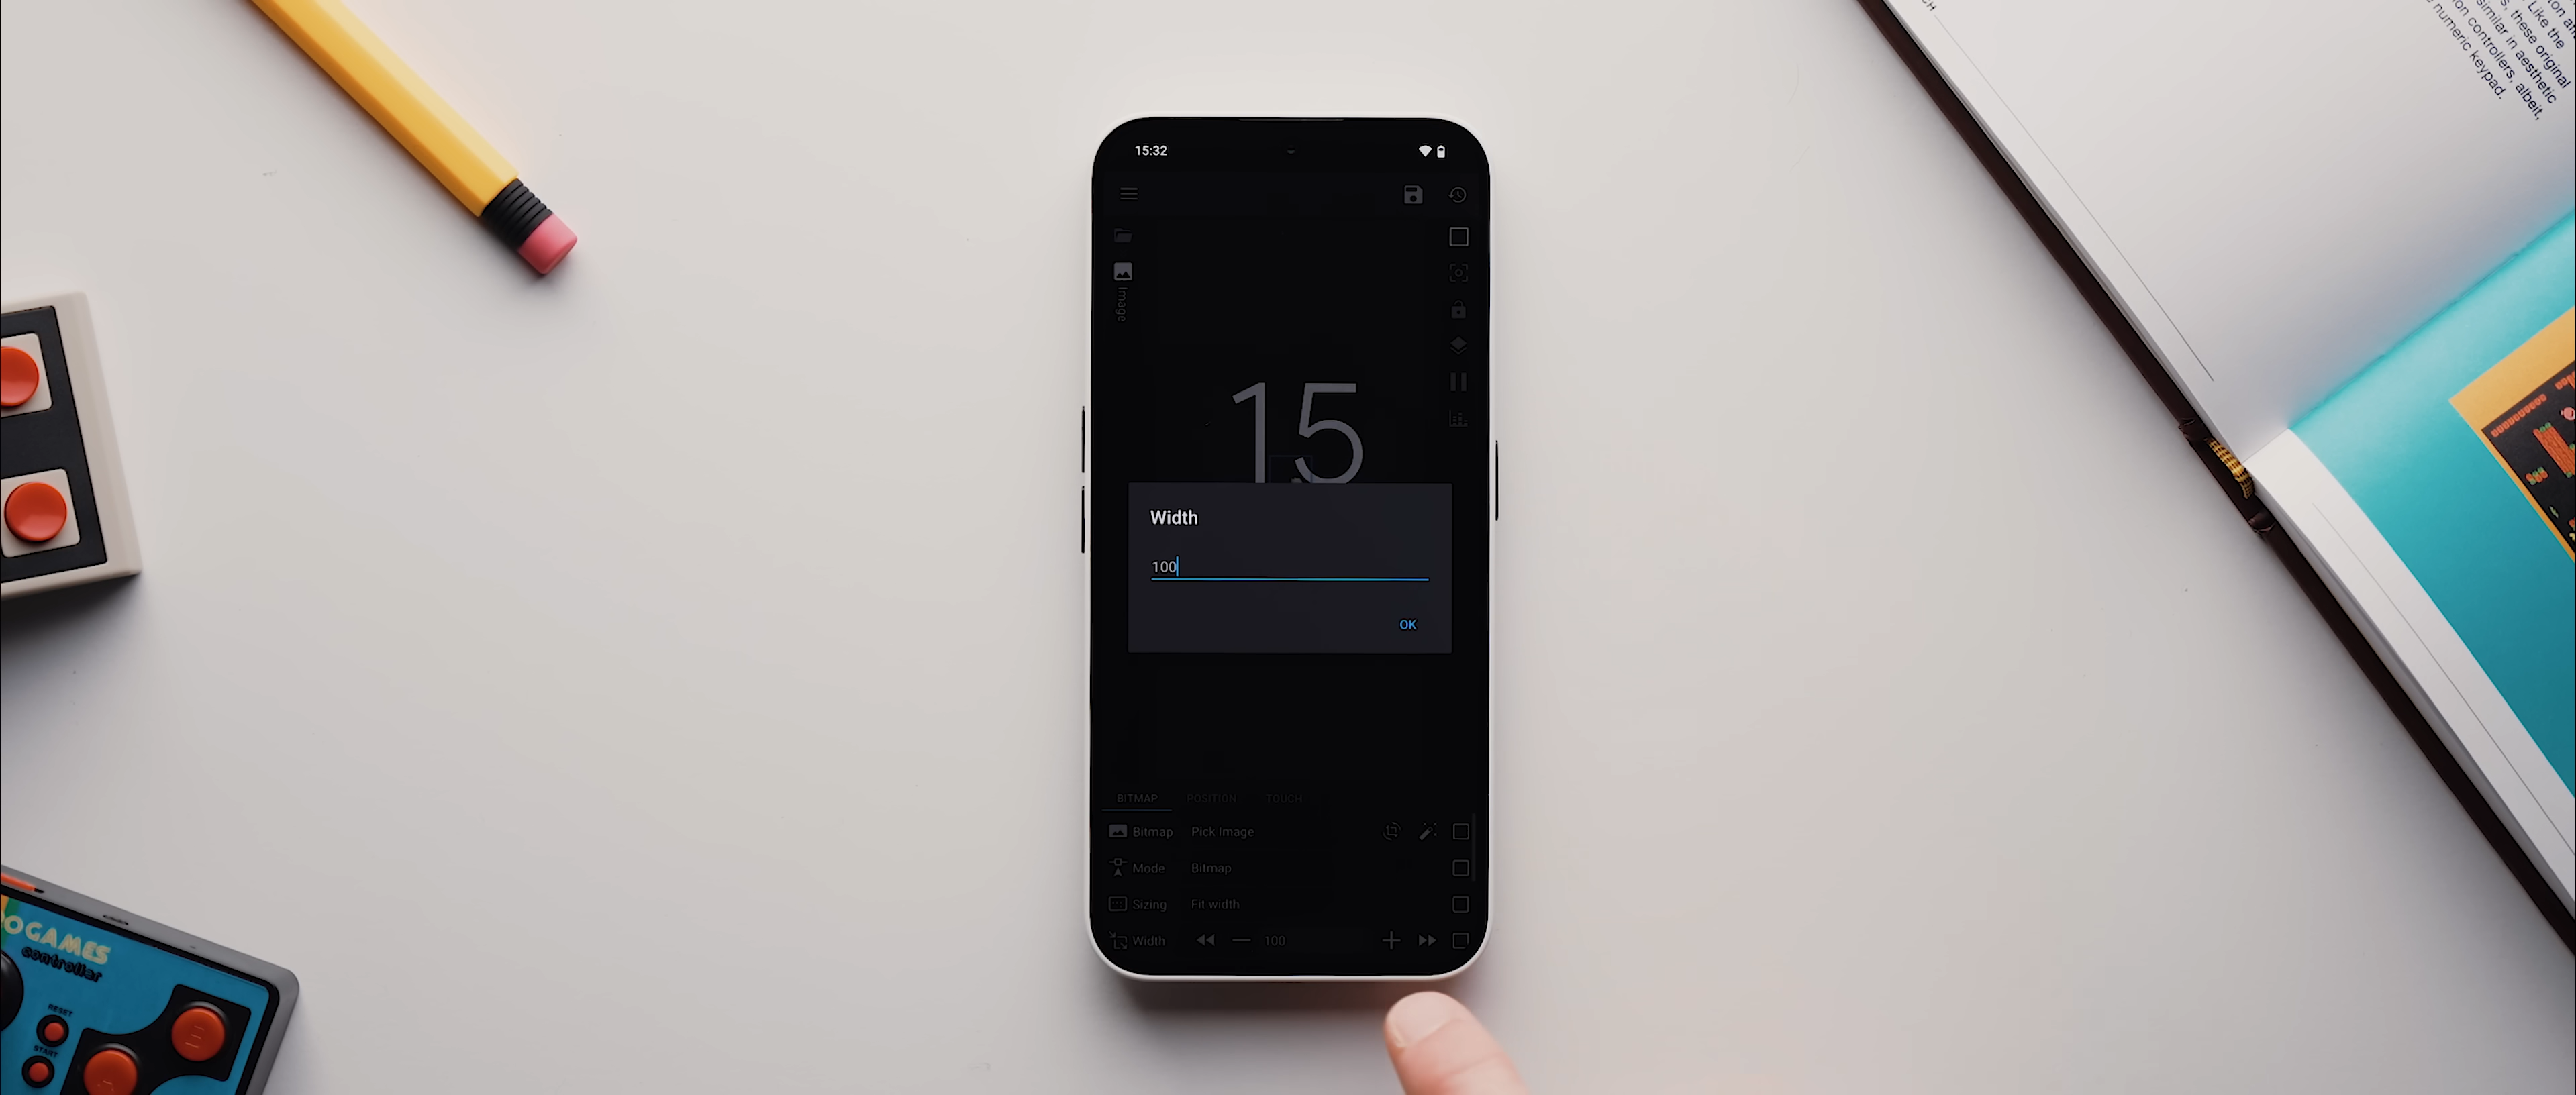 15:32
Image
15
Width
100
OK
BITMAP POSITION TOUCH
Bitmap Pick Image
Mode Bitmap
Sizing Fit width
Width 100
Like the
these original
similar in aesthetic
controllers, albeit,
numeric keypad.
GAMES
controller
RESET
START